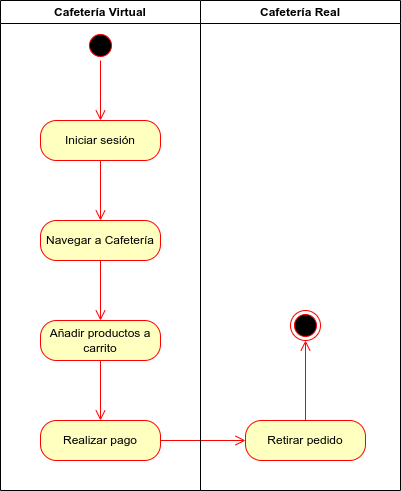 Cafetería Virtual
Cafetería Real
Iniciar sesión
Navegar a Cafetería
Añadir productos a
carrito
Realizar pago
Retirar pedido